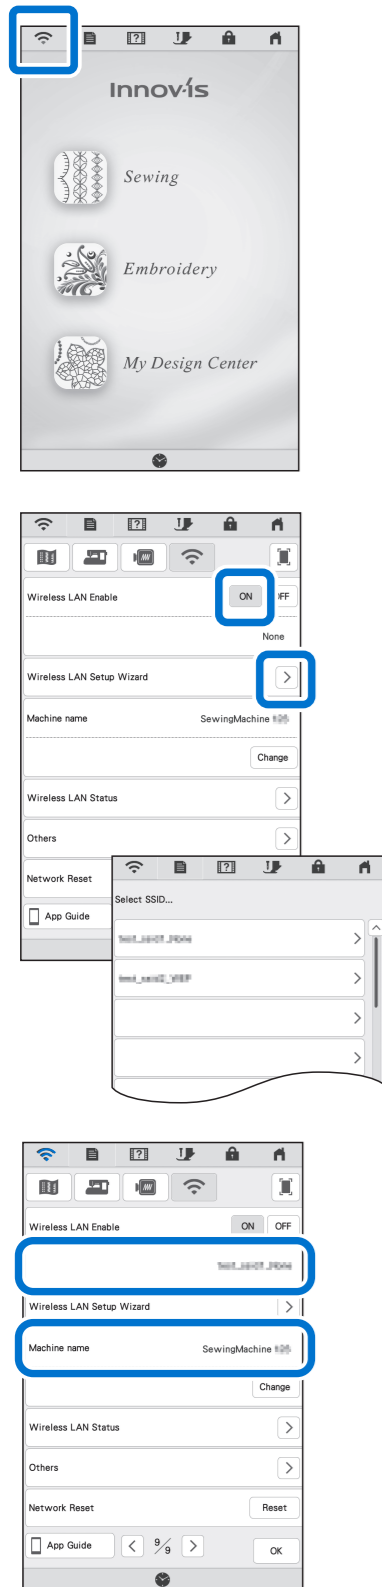 Innov-ís
Sewing
Embroidery
My Design Center
Wireless LAN Enable
ON
None
Wireless LAN Setup Wizard
Machine name
SewingMachine
Change
Wireless LAN Status
Others
Network Reset
App Guide
Select SSID...
Wireless LAN Enable
ON OFF
Wireless LAN Setup Wizard
Machine name
SewingMachine
Change
Wireless LAN Status
Others
Network Reset
Reset
App Guide
9/9
OK